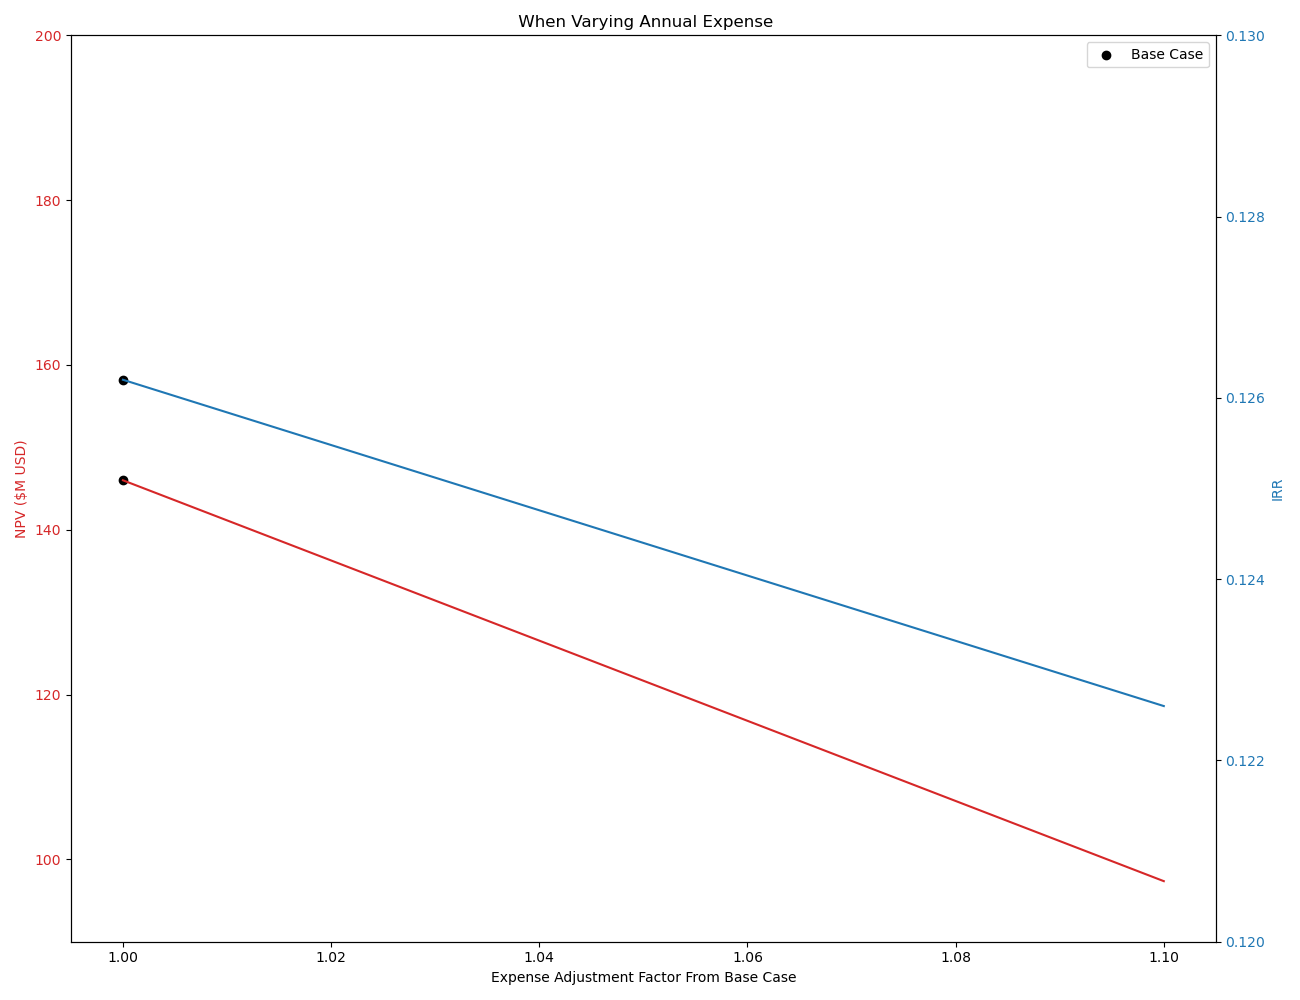 When Varying Annual Expense
Base Case
200
180
160
140
120
100
NPV ($M USD)
0.130
0.128
0.126
0.124
0.122
0.120
IRR
1.00 1.02 1.04 1.06 1.08 1.10
Expense Adjustment Factor From Base Case